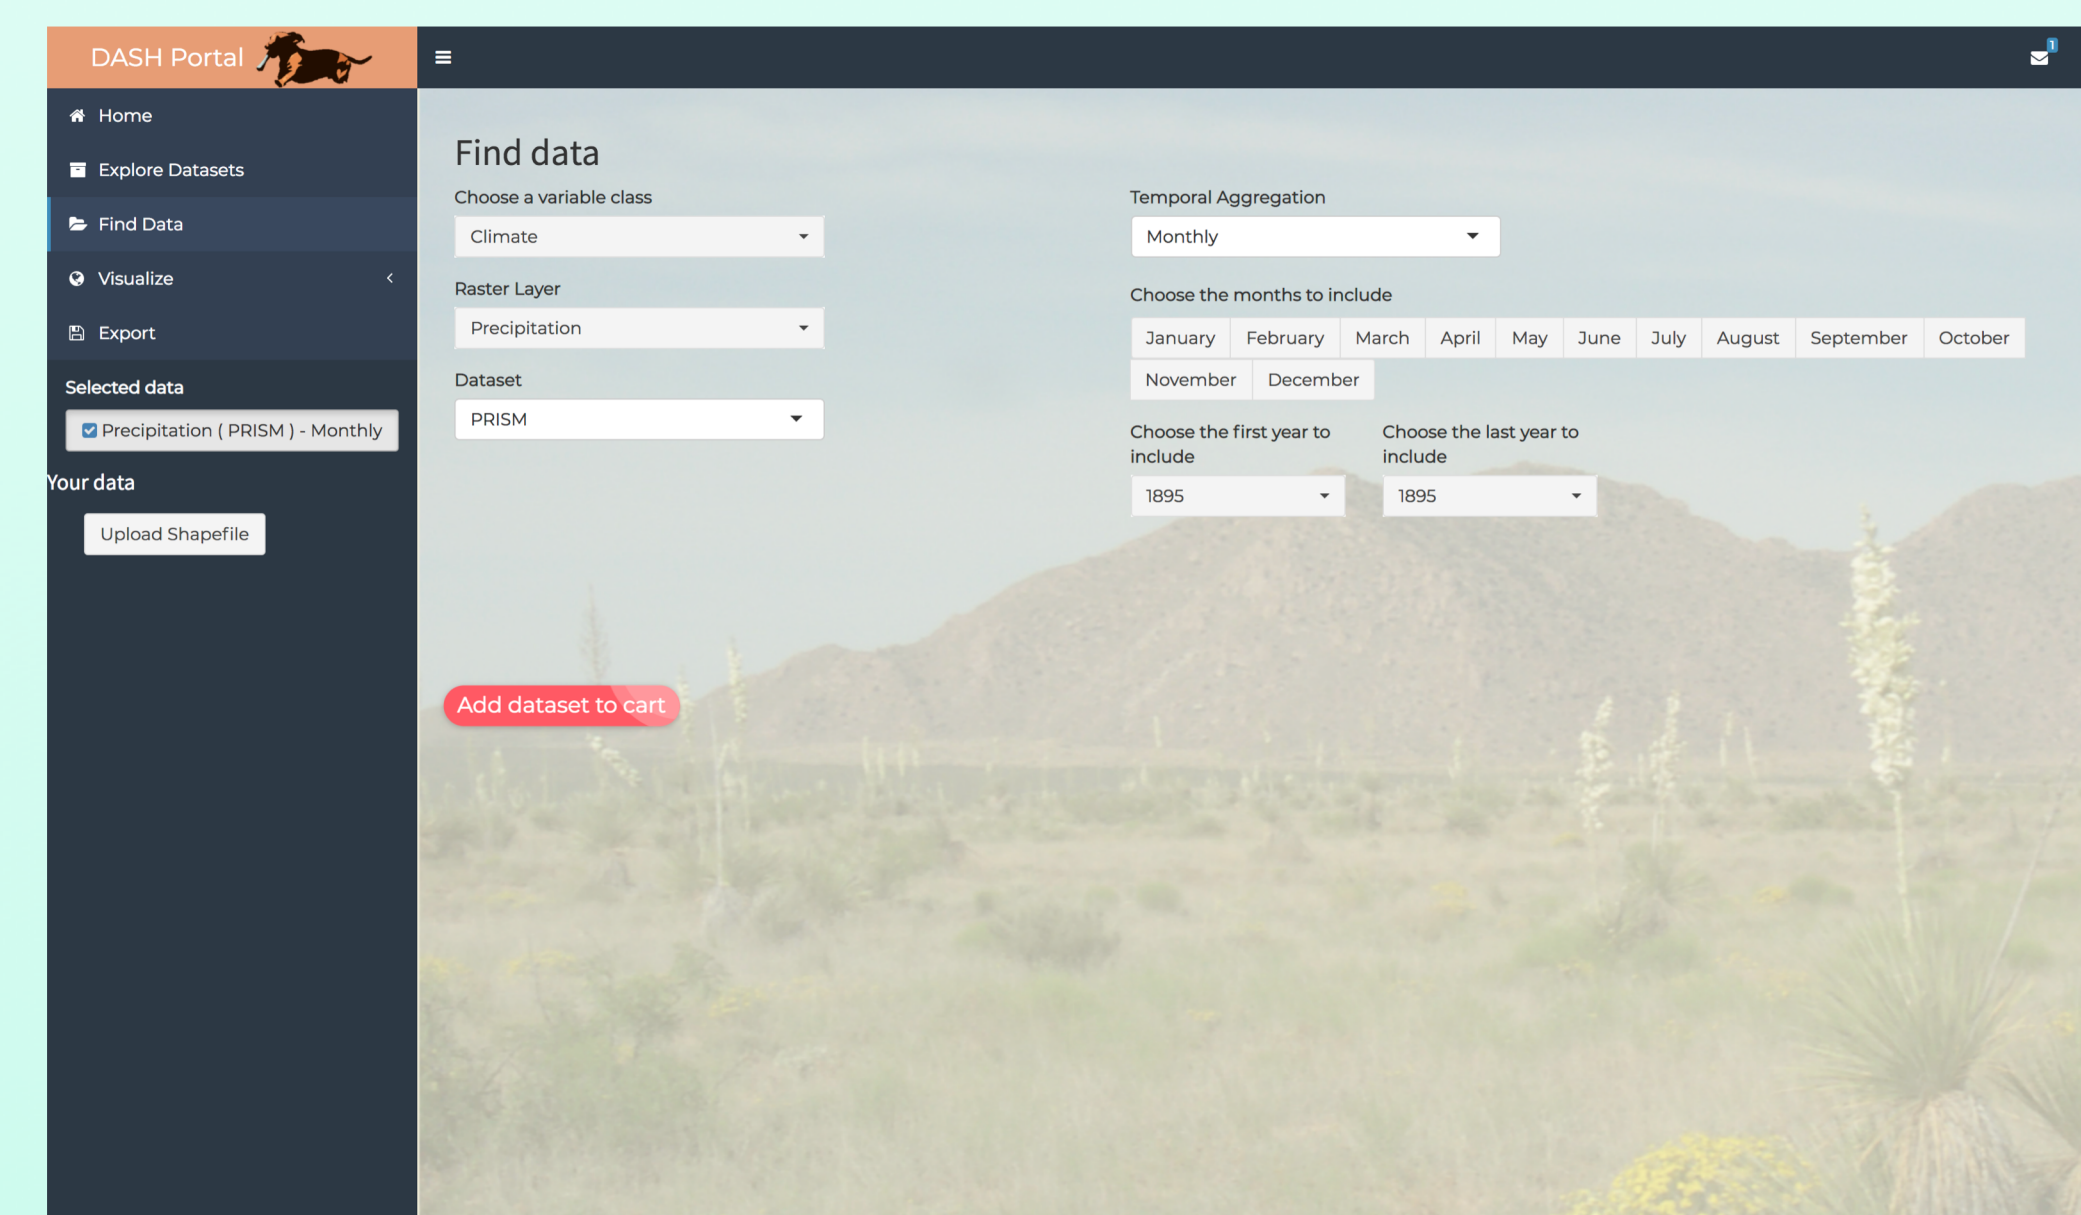 DASH Portal
1
Home
Explore Datasets
Find Data
Visualize
Export
Selected data
Precipitation ( PRISM ) - Monthly
Your data
Upload Shapefile
Find data
Choose a variable class
Climate
Raster Layer
Precipitation
Dataset
PRISM
Add dataset to cart
Temporal Aggregation
Monthly
Choose the months to include
January February March April May June July August September October
November December
Choose the first year to
include
1895
Choose the last year to
include
1895